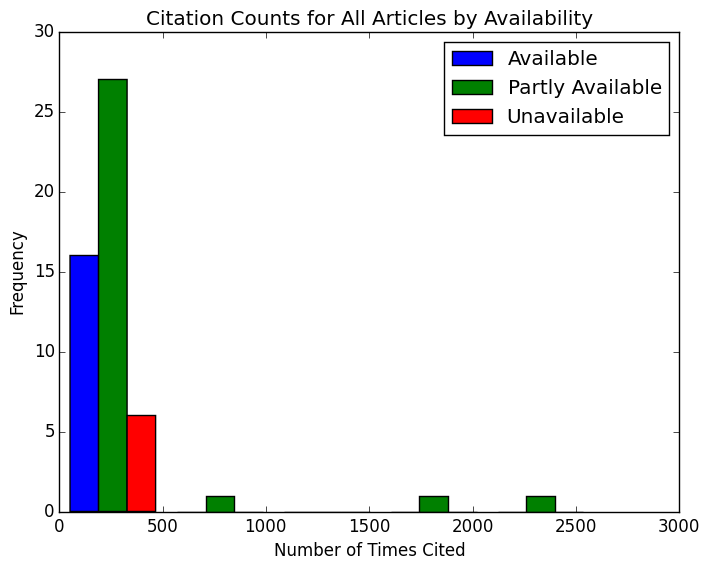 Citation Counts for All Articles by Availability
Available
Partly Available
Unavailable
30
25
20
15
10
5
0
Frequency
0 500 1000 1500 2000 2500 3000
Number of Times Cited